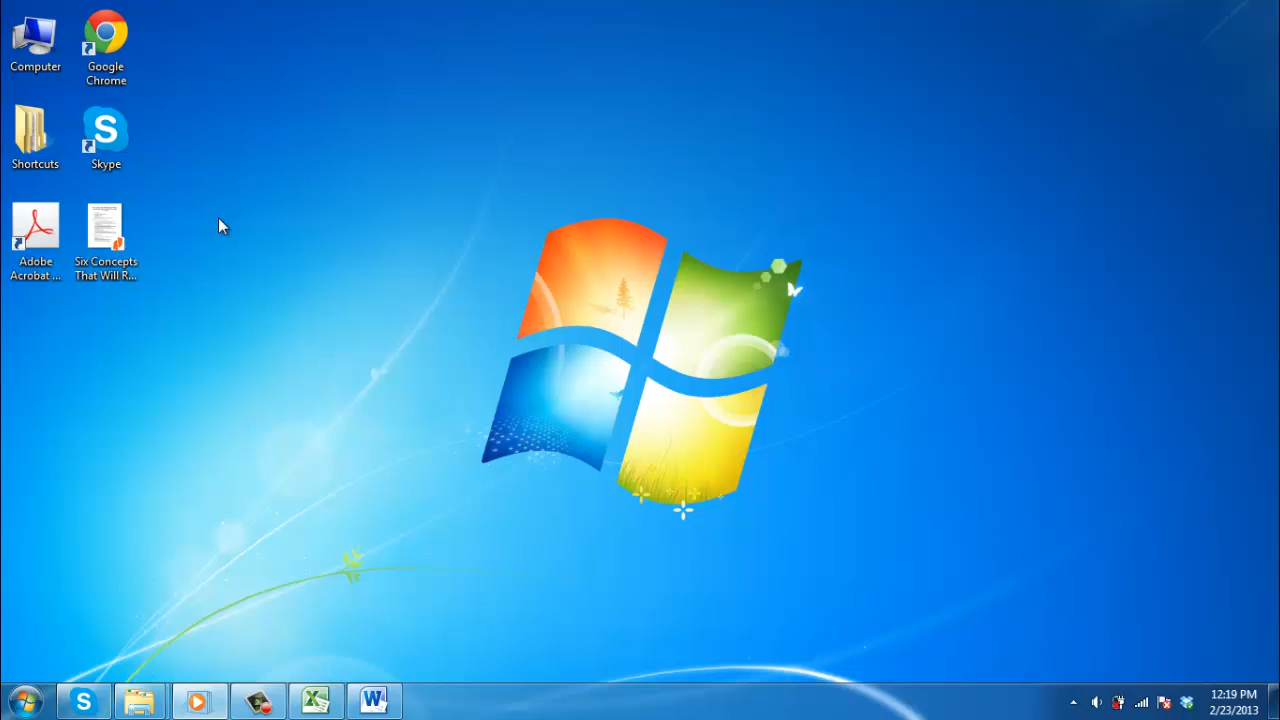 Computer
Google
Chrome
Shortcuts
Skype
Adobe
Acrobat ...
Six Concepts
That Will R...
12:19 PM
2/23/2013